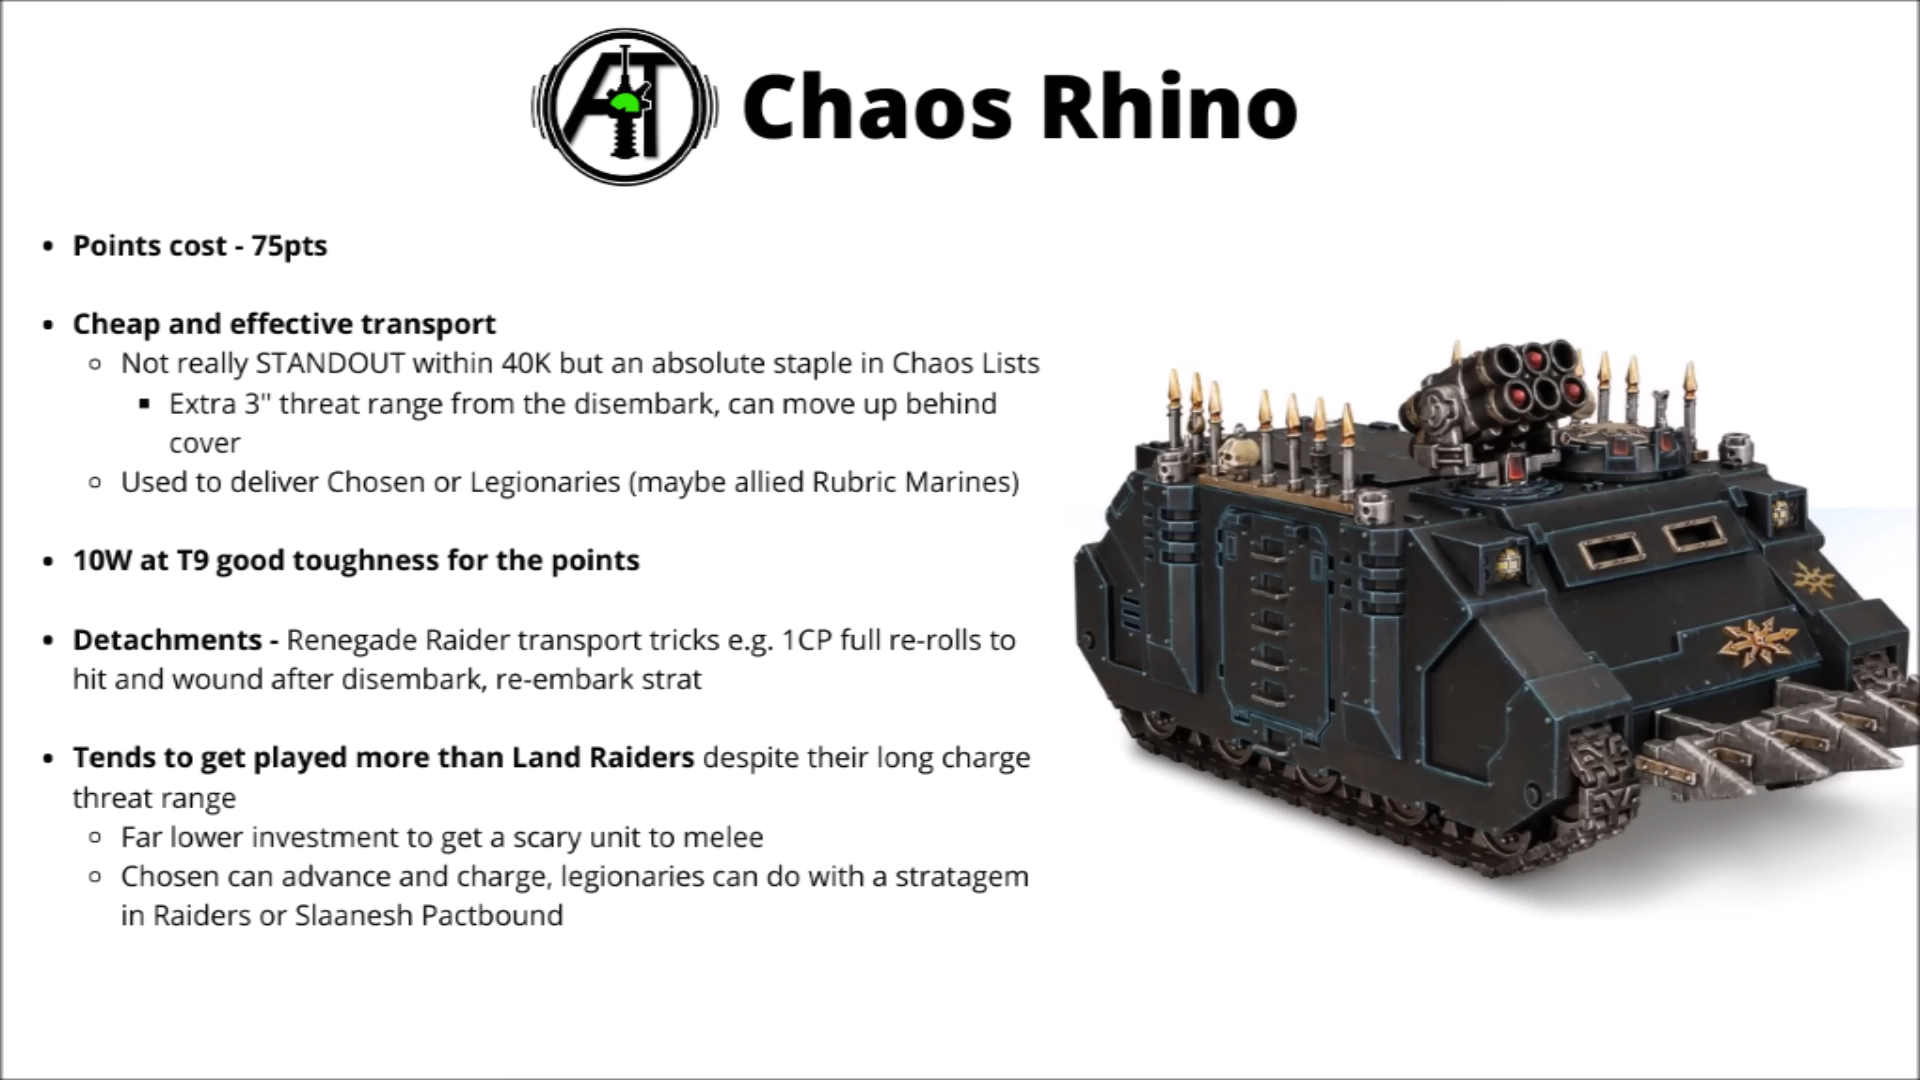 AT
Chaos Rhino
• Points cost - 75pts
• Cheap and effective transport
◦ Not really STANDOUT within 40K but an absolute staple in Chaos Lists
▪ Extra 3" threat range from the disembark, can move up behind
cover
◦ Used to deliver Chosen or Legionaries (maybe allied Rubric Marines)
• 10W at T9 good toughness for the points
• Detachments - Renegade Raider transport tricks e.g. 1CP full re-rolls to
hit and wound after disembark, re-embark strat
• Tends to get played more than Land Raiders despite their long charge
threat range
◦ Far lower investment to get a scary unit to melee
◦ Chosen can advance and charge, legionaries can do with a stratagem
in Raiders or Slaanesh Pactbound